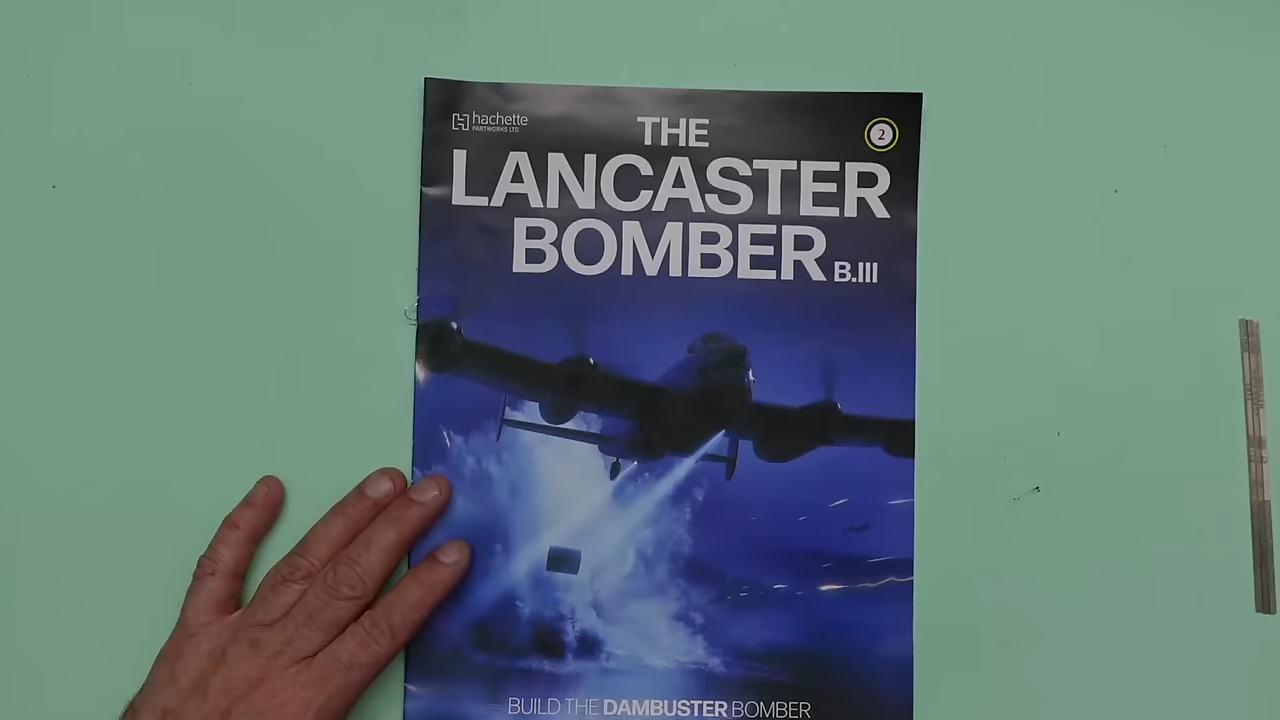 hachette
PARTWORKS LTD
2
THE
LANCASTER
BOMBER B.III
BUILD THE DAMBUSTER BOMBER